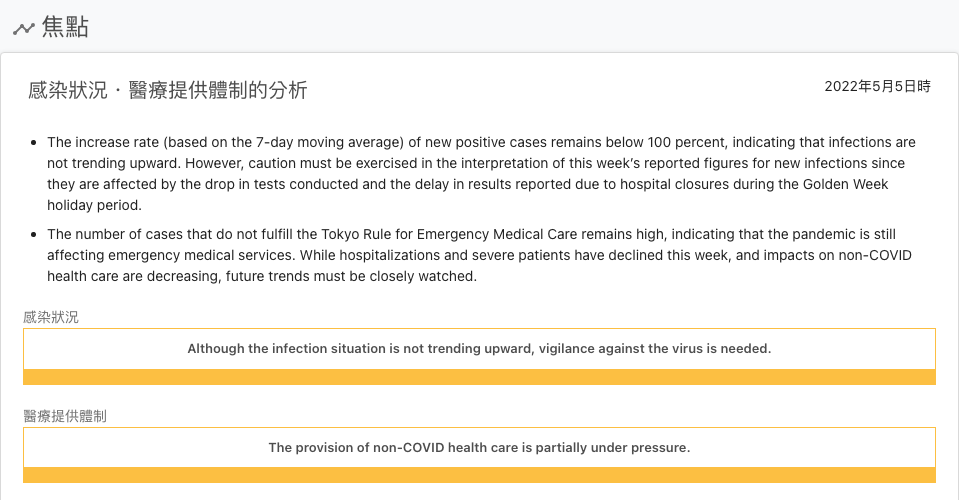 焦點
感染狀況・醫療提供體制的分析
2022年5月5日時
• The increase rate (based on the 7-day moving average) of new positive cases remains below 100 percent, indicating that infections are
not trending upward. However, caution must be exercised in the interpretation of this week’s reported figures for new infections since
they are affected by the drop in tests conducted and the delay in results reported due to hospital closures during the Golden Week
holiday period.
• The number of cases that do not fulfill the Tokyo Rule for Emergency Medical Care remains high, indicating that the pandemic is still
affecting emergency medical services. While hospitalizations and severe patients have declined this week, and impacts on non-COVID
health care are decreasing, future trends must be closely watched.
感染狀況
Although the infection situation is not trending upward, vigilance against the virus is needed.
醫療提供體制
The provision of non-COVID health care is partially under pressure.